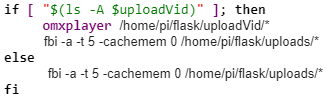 if [ "$(ls -A $uploadVid)" ]; then
omxplayer /home/pi/flask/uploadVid/*
fbi -a -t 5 -cachemem 0 /home/pi/flask/uploads/*
else
fbi -a -t 5 -cachemem 0 /home/pi/flask/uploads/*
fi